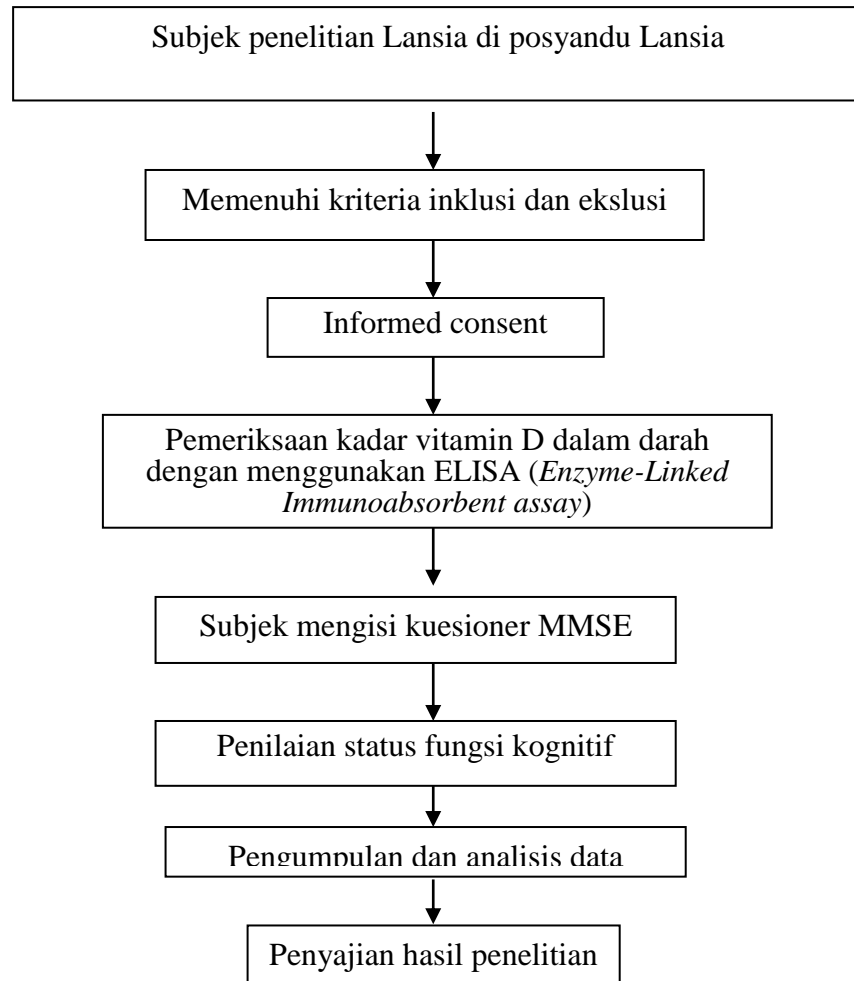 Subjek penelitian Lansia di posyandu Lansia
Memenuhi kriteria inklusi dan ekslusi
Informed consent
Pemeriksaan kadar vitamin D dalam darah
dengan menggunakan ELISA (Enzyme-Linked
Immunoabsorbent assay)
Subjek mengisi kuesioner MMSE
Penilaian status fungsi kognitif
Pengumpulan dan analisis data
Penyajian hasil penelitian